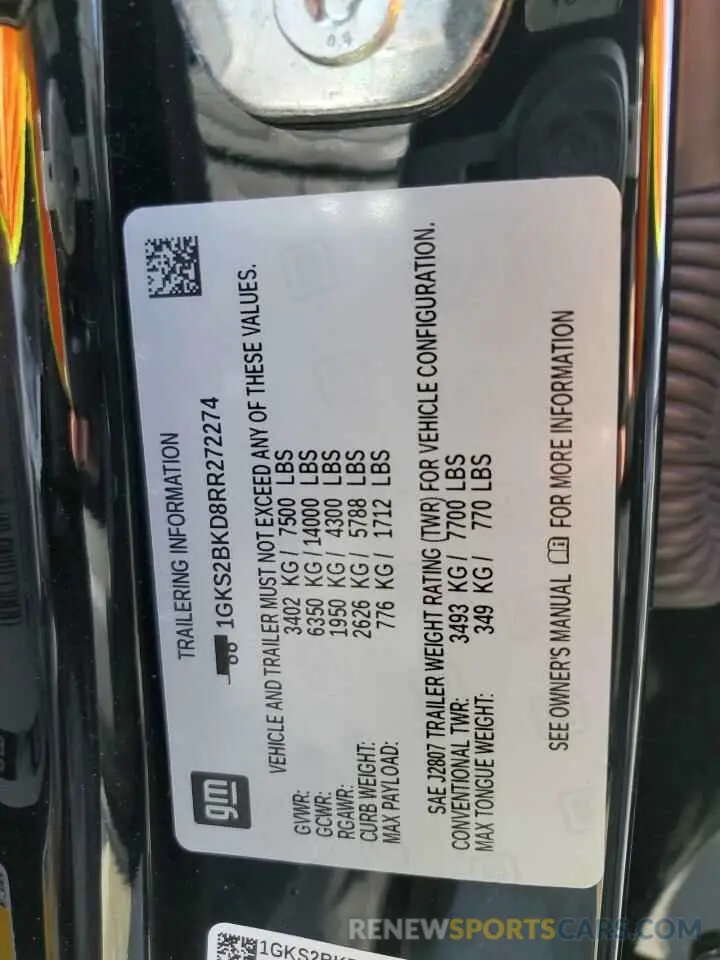 04
gm
TRAILERING INFORMATION
1GKS2BKD8RR272274
VEHICLE AND TRAILER MUST NOT EXCEED ANY OF THESE VALUES.
GVWR: 3402 KG / 7500 LBS
GCWR: 6350 KG / 14000 LBS
RGAWR: 1950 KG / 4300 LBS
CURB WEIGHT: 2626 KG / 5788 LBS
MAX PAYLOAD: 776 KG / 1712 LBS
SAE J2807 TRAILER WEIGHT RATING (TWR) FOR VEHICLE CONFIGURATION.
CONVENTIONAL TWR: 3493 KG / 7700 LBS
MAX TONGUE WEIGHT: 349 KG / 770 LBS
SEE OWNER'S MANUAL FOR MORE INFORMATION
1GKS2BK
RENEWSPORTSCARS.COM